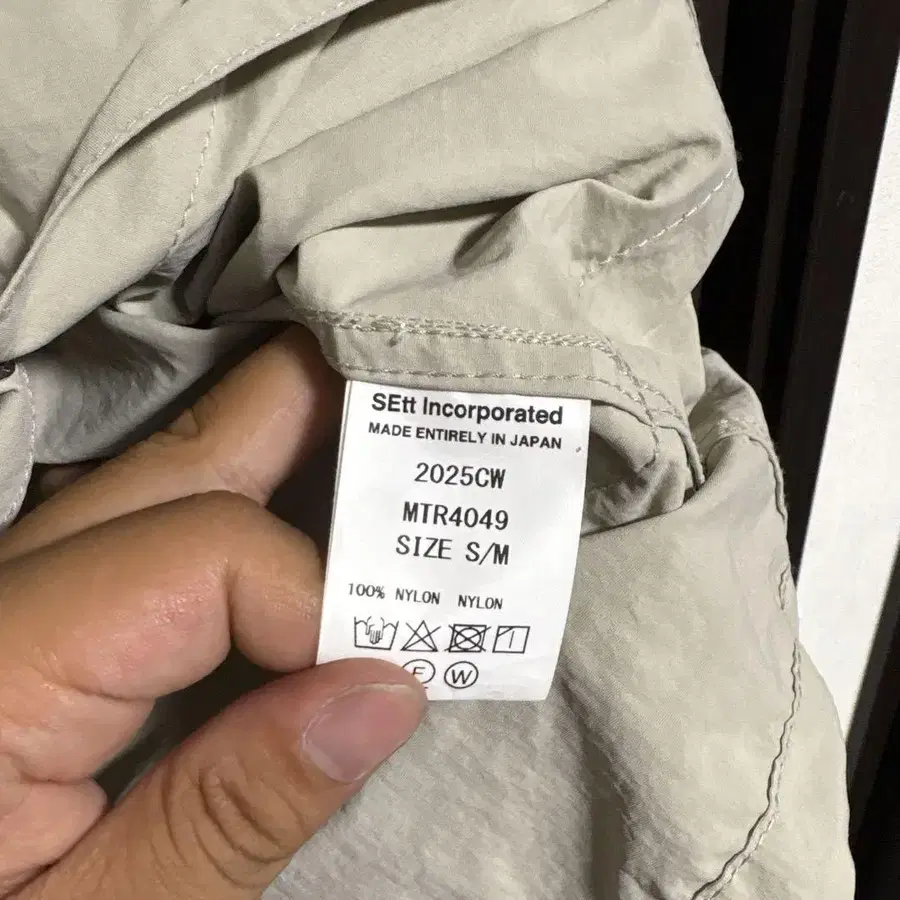 SEtt Incorporated
MADE ENTIRELY IN JAPAN
2025CW
MTR4049
SIZE S/M
100% NYLON NYLON
W